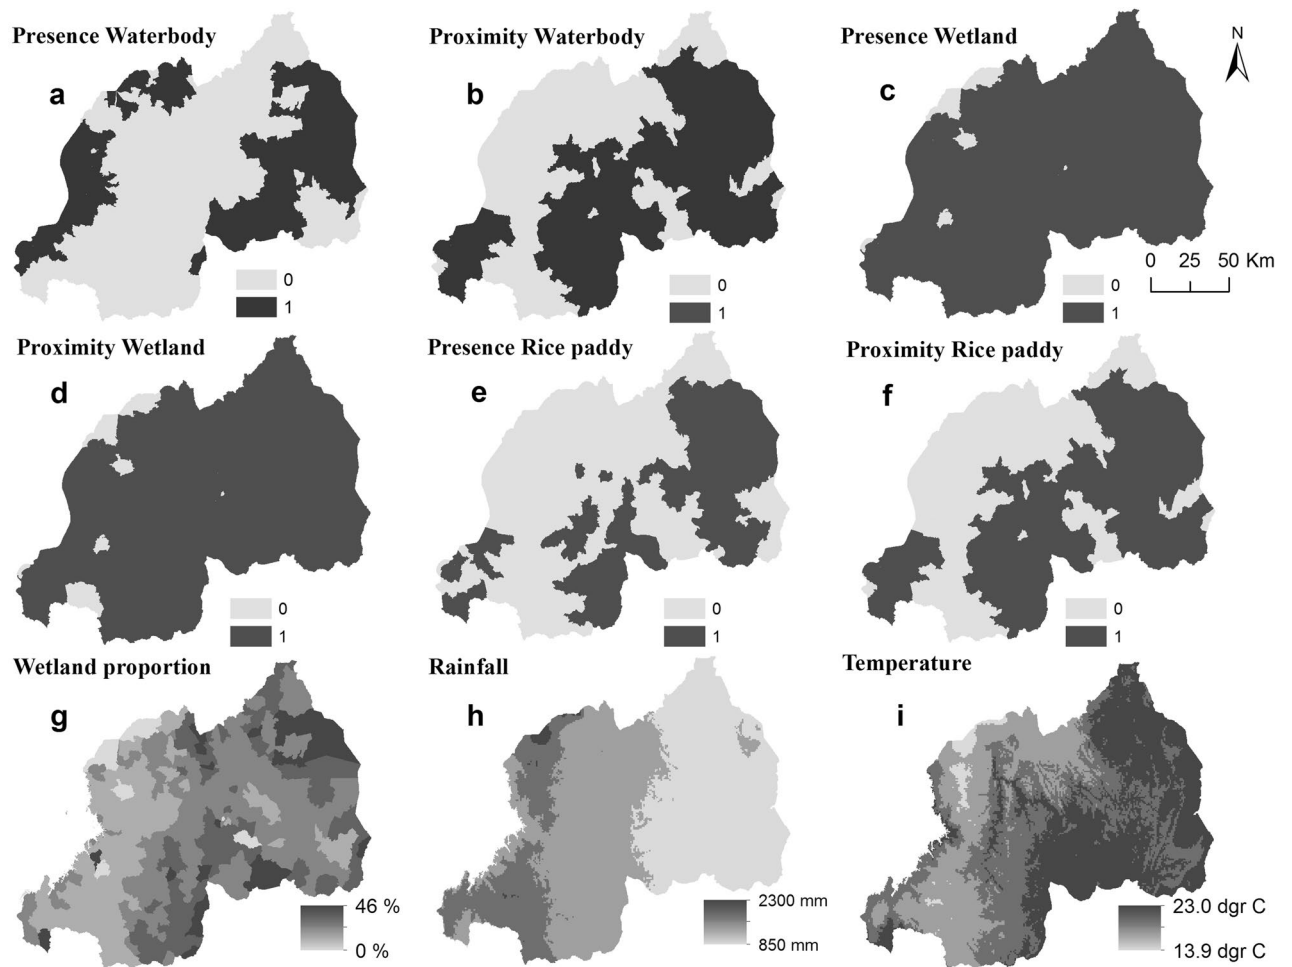 Presence Waterbody
a
0
1
Proximity Waterbody
b
0
1
Presence Wetland
N
c
0 25 50 Km
0
1
Proximity Wetland
d
0
1
Presence Rice paddy
e
0
1
Proximity Rice paddy
f
0
1
Wetland proportion
g
46 %
0 %
Rainfall
h
2300 mm
850 mm
Temperature
i
23.0 dgr C
13.9 dgr C